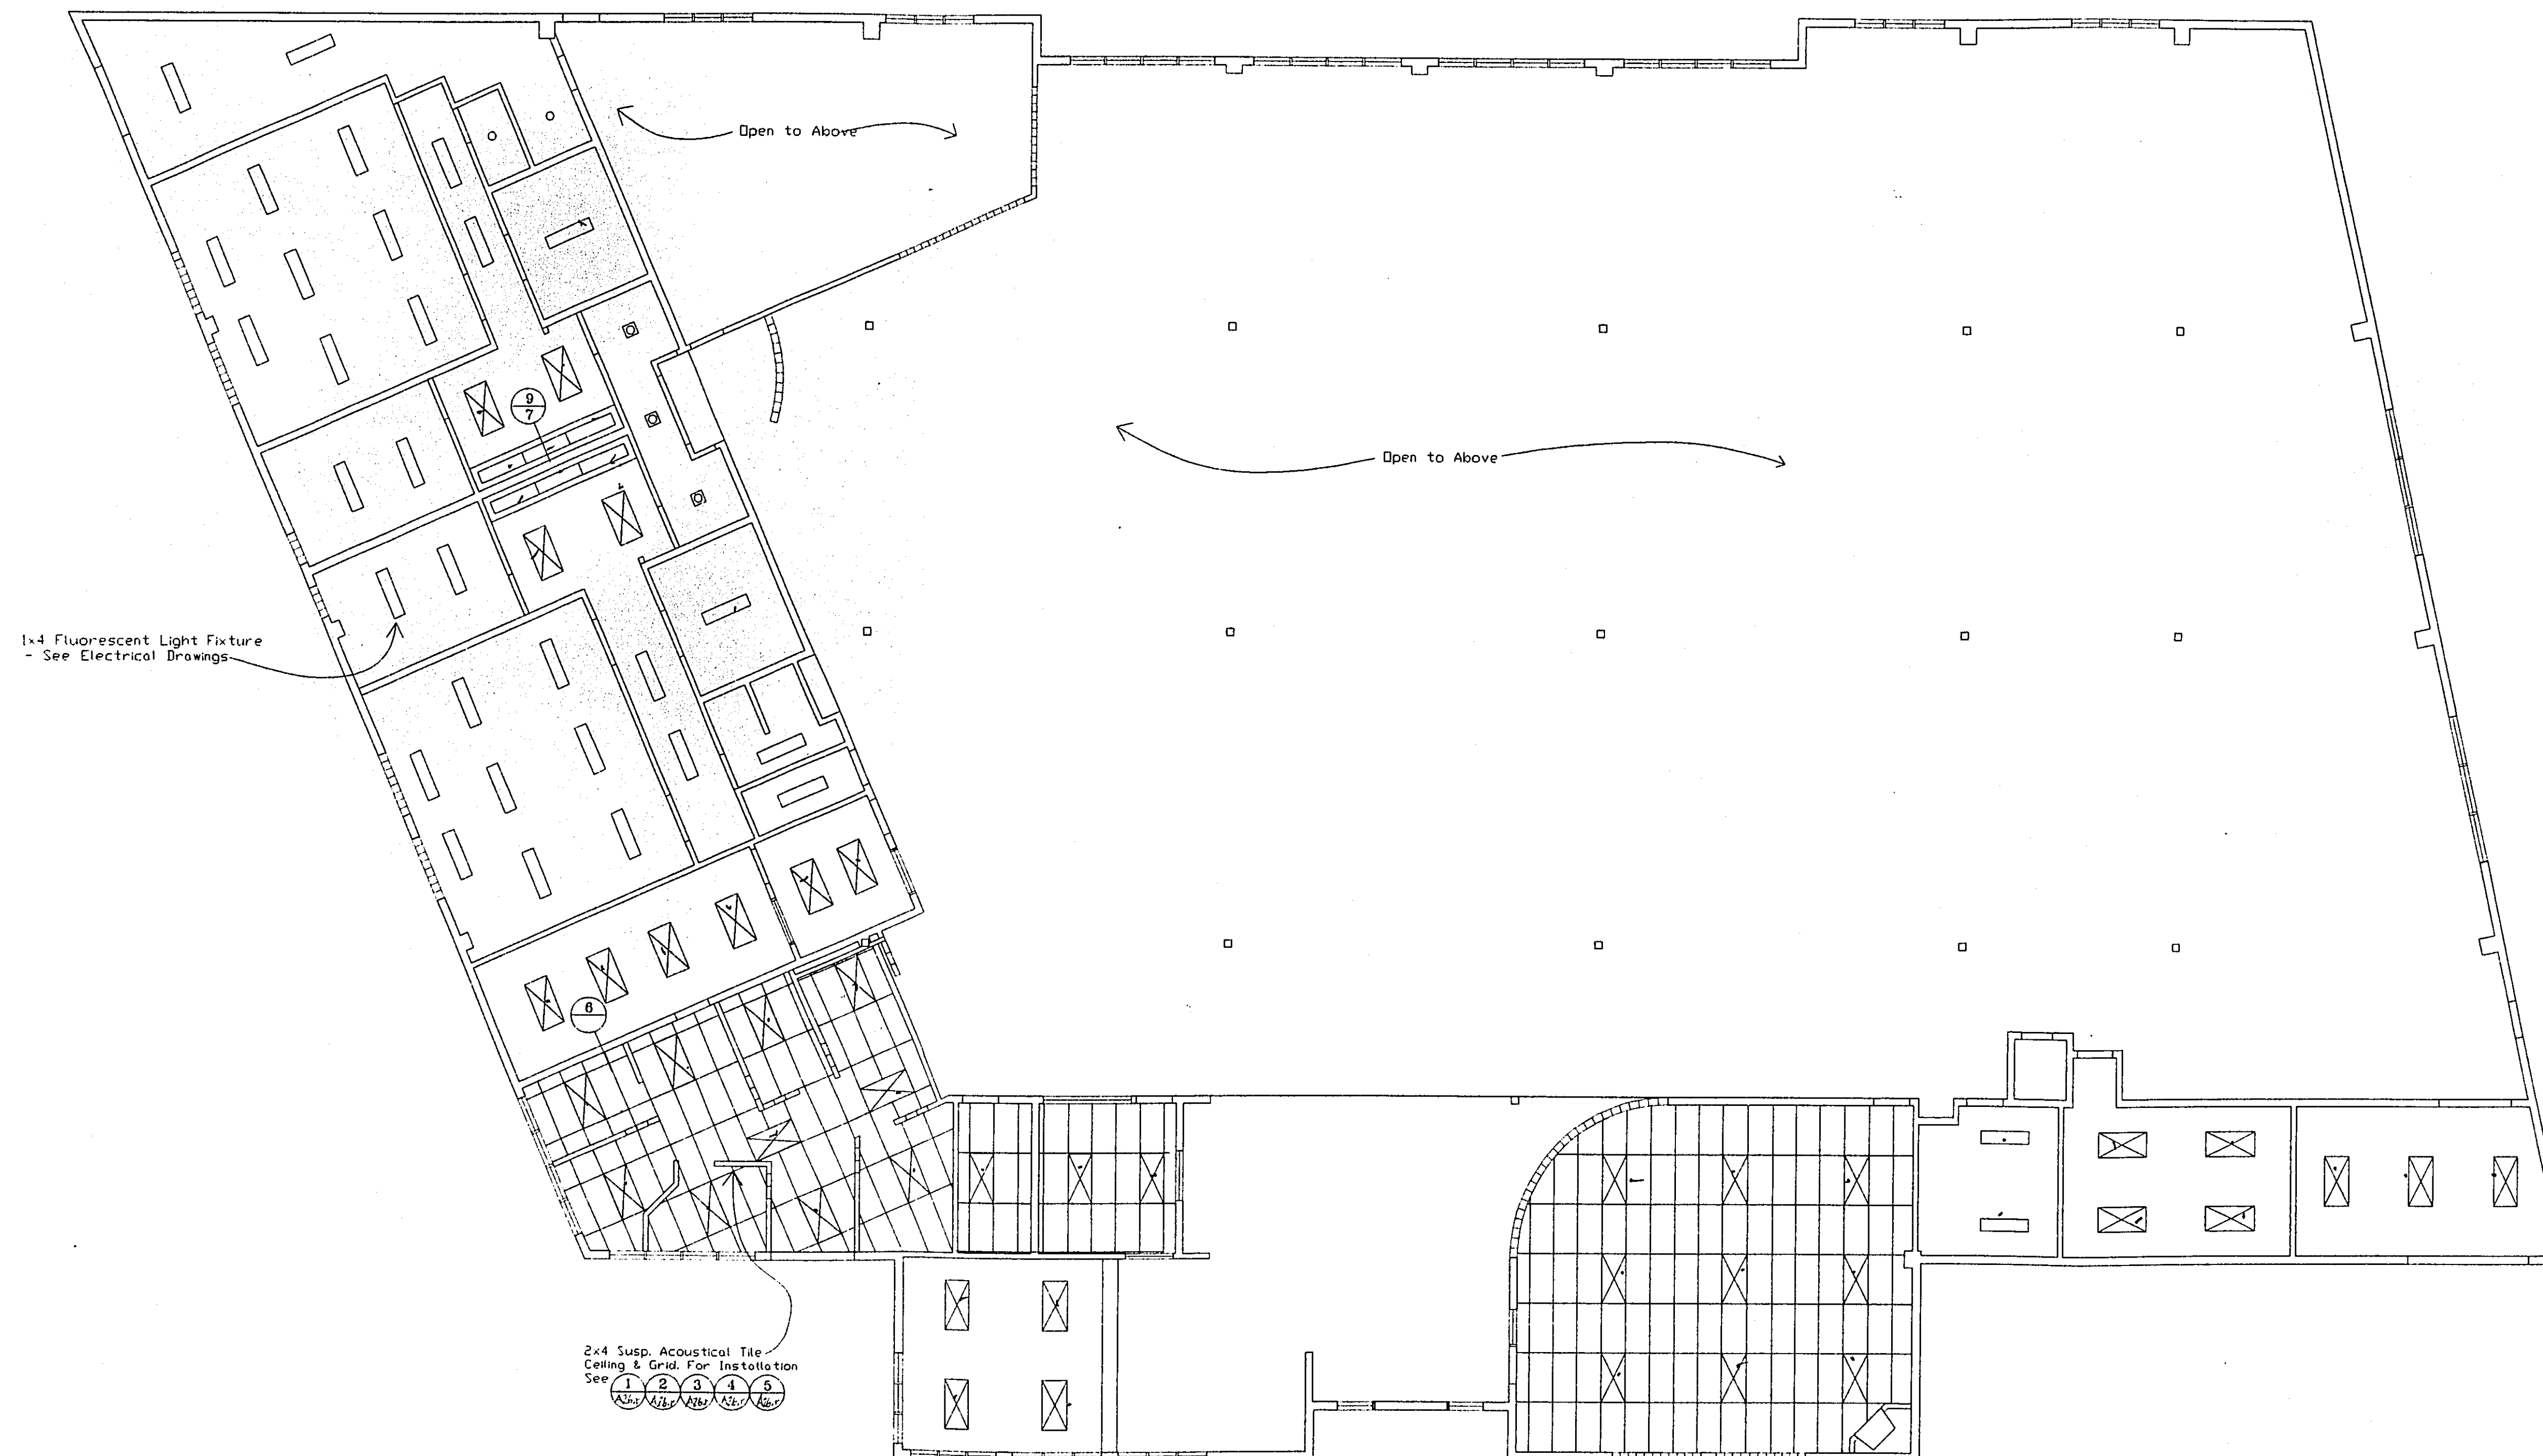 Open to Above
9
7
Open to Above
1x4 Fluorescent Light Fixture
- See Electrical Drawings
6
2x4 Susp. Acoustical Tile
Ceiling & Grid. For Installation
See 1 2 3 4 5